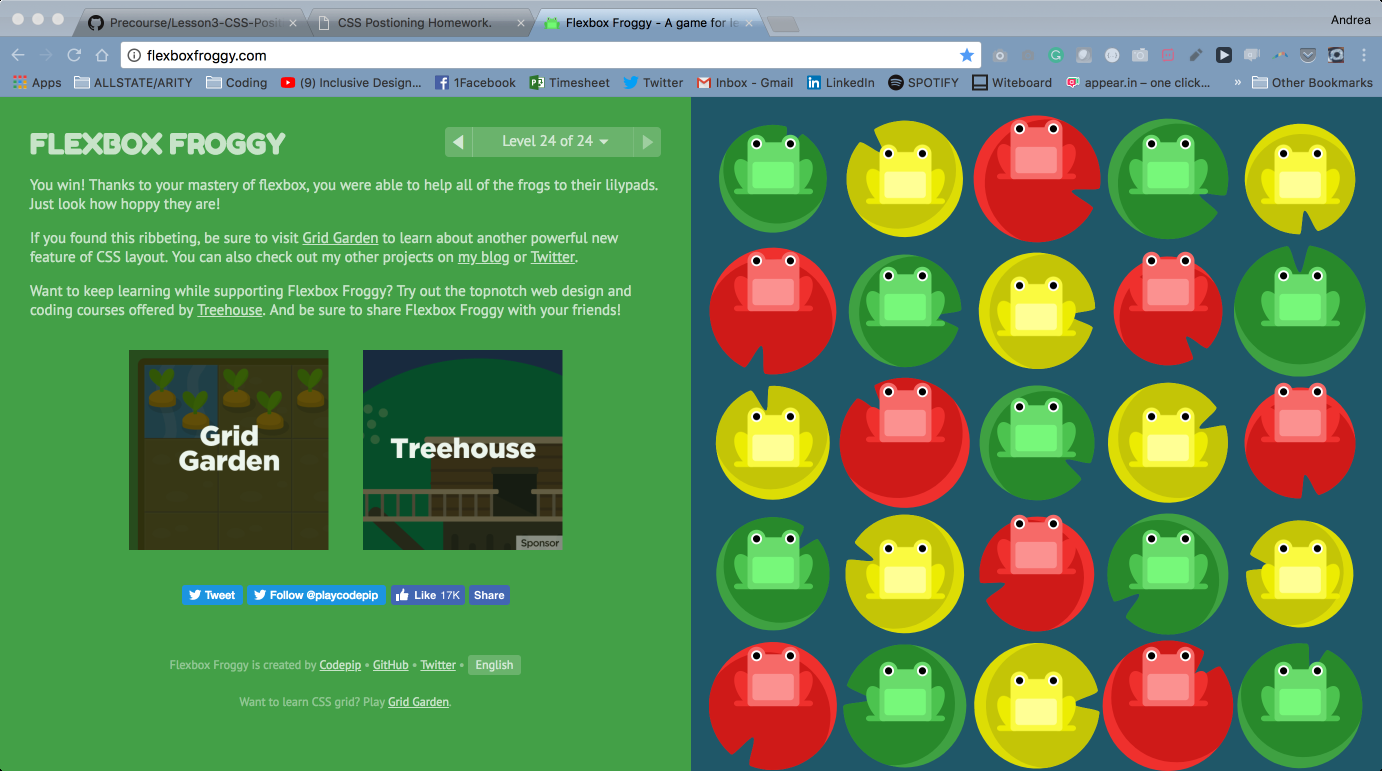 Precourse/Lesson3-CSS-Posit
CSS Postioning Homework.
Flexbox Froggy - A game for le
Andrea
flexboxfroggy.com
Apps
ALLSTATE/ARITY
Coding
(9) Inclusive Design...
1Facebook
Timesheet
Twitter
Inbox - Gmail
LinkedIn
SPOTIFY
Witeboard
appear.in – one click...
»
Other Bookmarks
FLEXBOX FROGGY
Level 24 of 24
You win! Thanks to your mastery of flexbox, you were able to help all of the frogs to their lilypads.
Just look how hoppy they are!
If you found this ribbeting, be sure to visit Grid Garden to learn about another powerful new
feature of CSS layout. You can also check out my other projects on my blog or Twitter.
Want to keep learning while supporting Flexbox Froggy? Try out the topnotch web design and
coding courses offered by Treehouse. And be sure to share Flexbox Froggy with your friends!
Grid
Garden
Treehouse
Sponsor
Tweet
Follow @playcodepip
Like 17K
Share
Flexbox Froggy is created by Codepip • GitHub • Twitter • English
Want to learn CSS grid? Play Grid Garden.